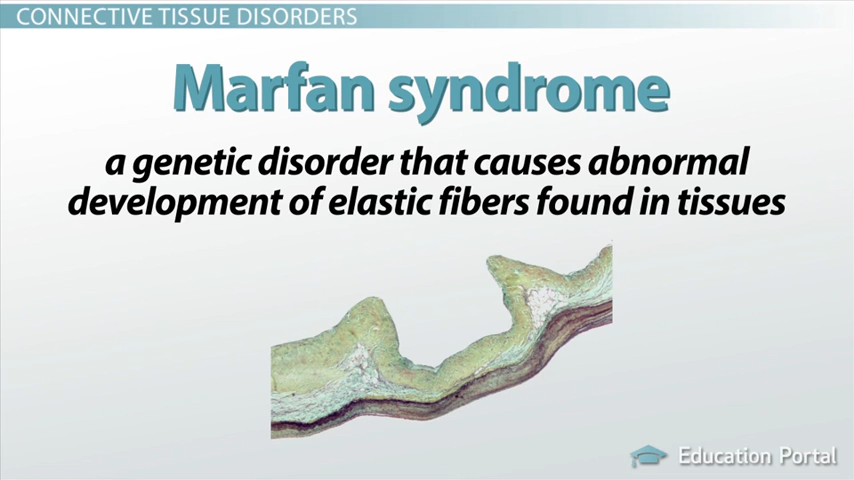 CONNECTIVE TISSUE DISORDERS
Marfan syndrome
a genetic disorder that causes abnormal
development of elastic fibers found in tissues
Education Portal